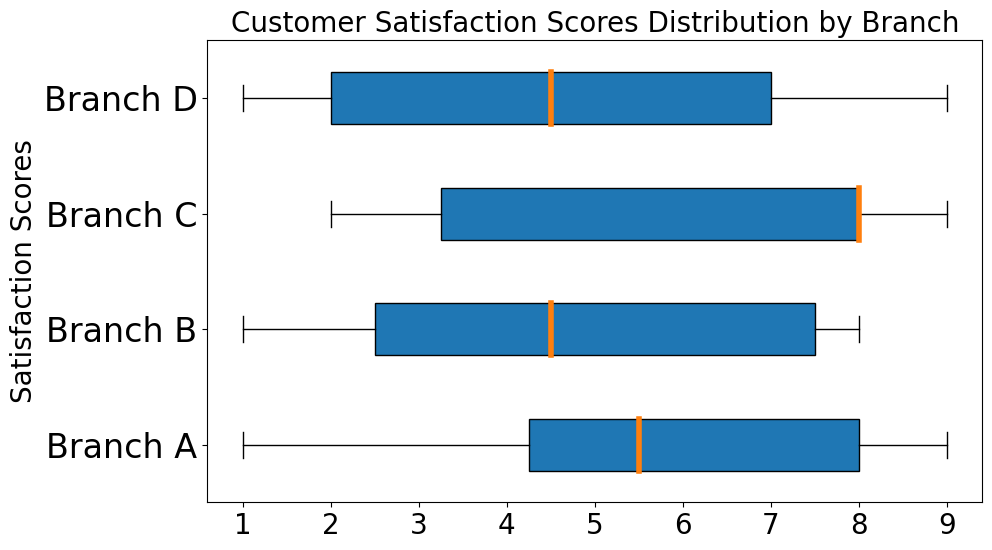 Customer Satisfaction Scores Distribution by Branch
Satisfaction Scores
Branch D
Branch C
Branch B
Branch A
1 2 3 4 5 6 7 8 9